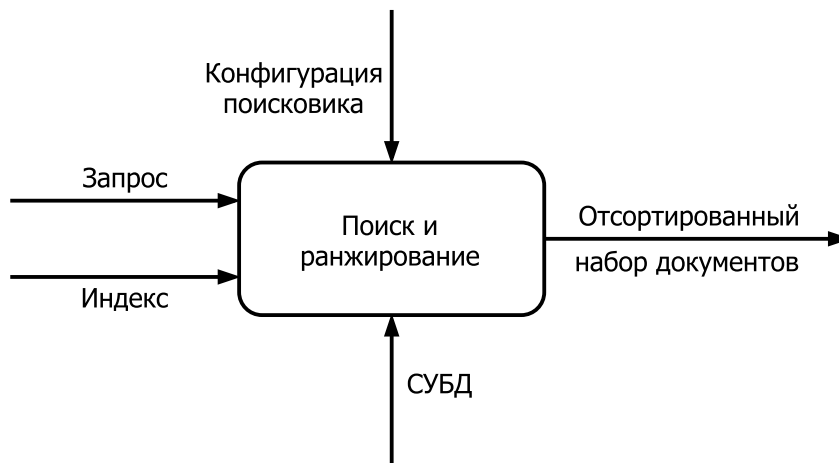 Конфигурация
поисковика
Запрос
Поиск и
ранжирование
Отсортированный
набор документов
Индекс
СУБД